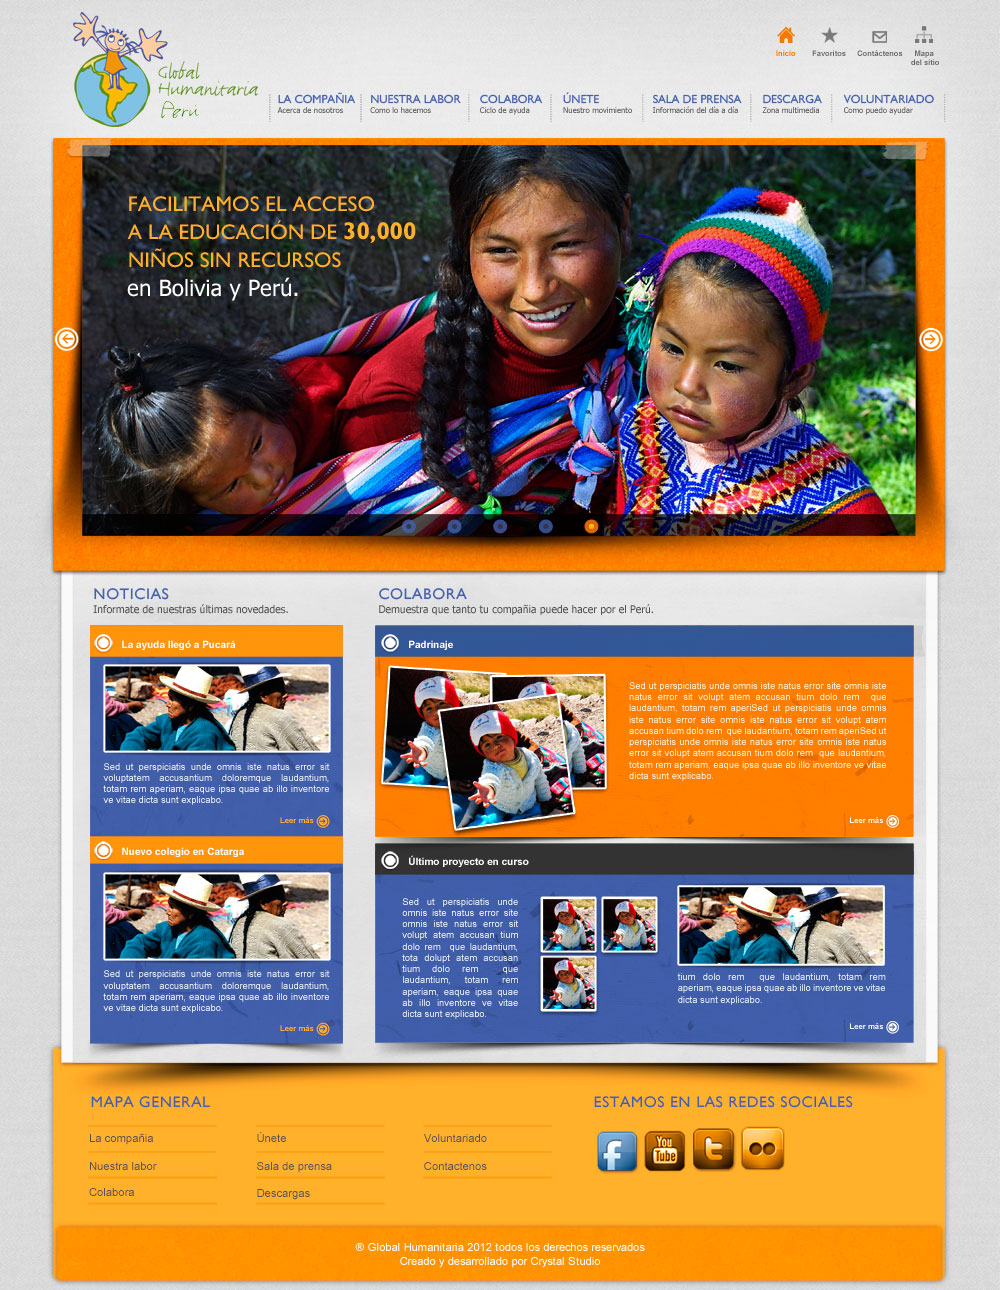 Global
Humanitaria
Perú
Inicio
Favoritos
Contáctenos
Mapa
del sitio
LA COMPAÑIA
Acerca de nosotros
NUESTRA LABOR
Como lo hacemos
COLABORA
Ciclo de ayuda
ÚNETE
Nuestro movimiento
SALA DE PRENSA
Información del día a día
DESCARGA
Zona multimedia
VOLUNTARIADO
Como puedo ayudar
FACILITAMOS EL ACCESO
A LA EDUCACIÓN DE 30,000
NIÑOS SIN RECURSOS
en Bolivia y Perú.
NOTICIAS
Informate de nuestras últimas novedades.
La ayuda llegó a Pucará
Sed ut perspiciatis unde omnis iste natus error sit
voluptatem accusantium doloremque laudantium,
totam rem aperiam, eaque ipsa quae ab illo inventore
ve vitae dicta sunt explicabo.
Leer más
Nuevo colegio en Catarga
Sed ut perspiciatis unde omnis iste natus error sit
voluptatem accusantium doloremque laudantium,
totam rem aperiam, eaque ipsa quae ab illo inventore
ve vitae dicta sunt explicabo.
Leer más
COLABORA
Demuestra que tanto tu compañia puede hacer por el Perú.
Padrinaje
Sed ut perspiciatis unde omnis iste natus error site omnis iste
natus error sit volupt atem accusan tium dolo rem que
laudantium, totam rem aperiSed ut perspiciatis unde omnis
iste natus error site omnis iste natus error sit volupt atem
accusan tium dolo rem que laudantium, totam rem aperiSed ut
perspiciatis unde omnis iste natus error site omnis iste natus
error sit volupt atem accusan tium dolo rem que laudantium,
totam rem aperiam, eaque ipsa quae ab illo inventore ve vitae
dicta sunt explicabo.
Leer más
Último proyecto en curso
Sed ut perspiciatis unde
omnis iste natus error site
omnis iste natus error sit
volupt atem accusan tium
dolo rem que laudantium,
tota dolupt atem accusan
tium dolo rem que
laudantium, totam rem
aperiam, eaque ipsa quae
ab illo inventore ve vitae
dicta sunt explicabo.
tium dolo rem que laudantium, totam rem
aperiam, eaque ipsa quae ab illo inventore ve vitae
dicta sunt explicabo.
Leer más
MAPA GENERAL
La compañia
Nuestra labor
Colabora
Únete
Sala de prensa
Descargas
Voluntariado
Contactenos
ESTAMOS EN LAS REDES SOCIALES
f
You
Tube
t
® Global Humanitaria 2012 todos los derechos reservados
Creado y desarrollado por Crystal Studio